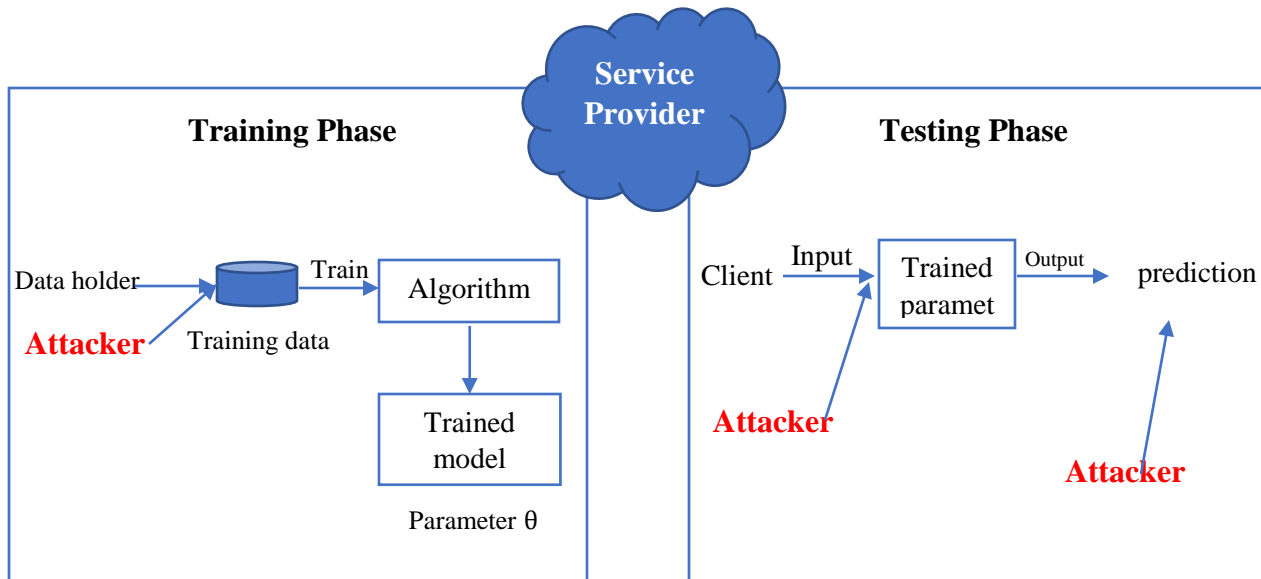 Service
Provider
Training Phase
Testing Phase
Data holder
Train
Algorithm
Attacker
Training data
Trained
model
Parameter θ
Client
Input
Trained
paramet
Output
prediction
Attacker
Attacker